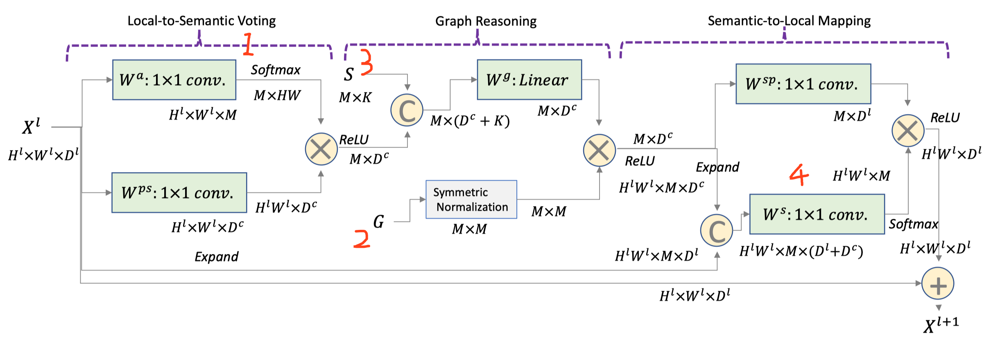 Local-to-Semantic Voting
Graph Reasoning
Semantic-to-Local Mapping
1
3
W^a: 1×1 conv.
Softmax
M×HW
H^l×W^l×M
X^l
H^l×W^l×D^l
W^{ps}: 1×1 conv.
H^lW^l×D^c
H^l×W^l×D^c
Expand
ReLU
M×D^c
S
M×K
C
M×(D^c + K)
W^g: Linear
M×D^c
G
2
Symmetric
Normalization
M×M
M×M
M×D^c
ReLU
Expand
H^lW^l×M×D^c
C
H^lW^l×M×D^l
W^{sp}: 1×1 conv.
M×D^l
ReLU
H^lW^l×D^l
4
H^lW^l×M
W^s: 1×1 conv.
Softmax
H^lW^l×M×(D^l+D^c)
H^l×W^l×D^l
H^l×W^l×D^l
X^{l+1}